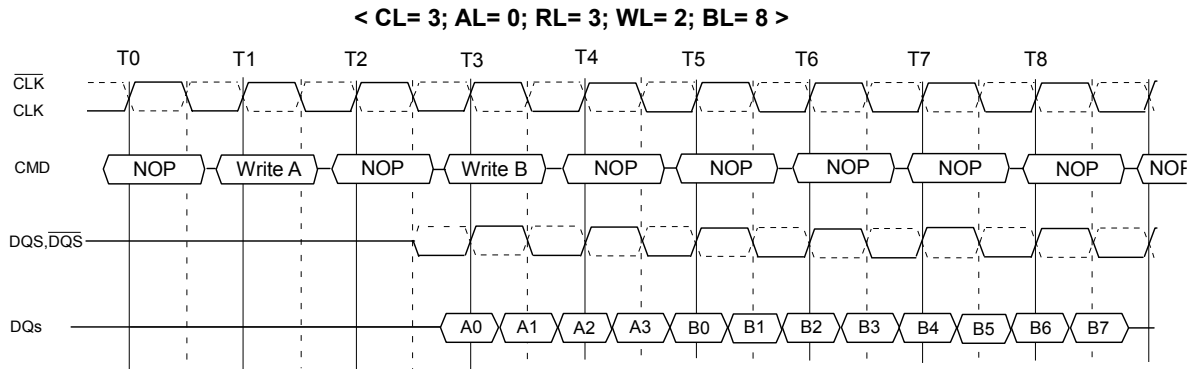 < CL= 3; AL= 0; RL= 3; WL= 2; BL= 8 >
T0 T1 T2 T3 T4 T5 T6 T7 T8
CLK
CLK
CMD NOP Write A NOP Write B NOP NOP NOP NOP NOP NOP
DQS,DQS
DQs A0 A1 A2 A3 B0 B1 B2 B3 B4 B5 B6 B7